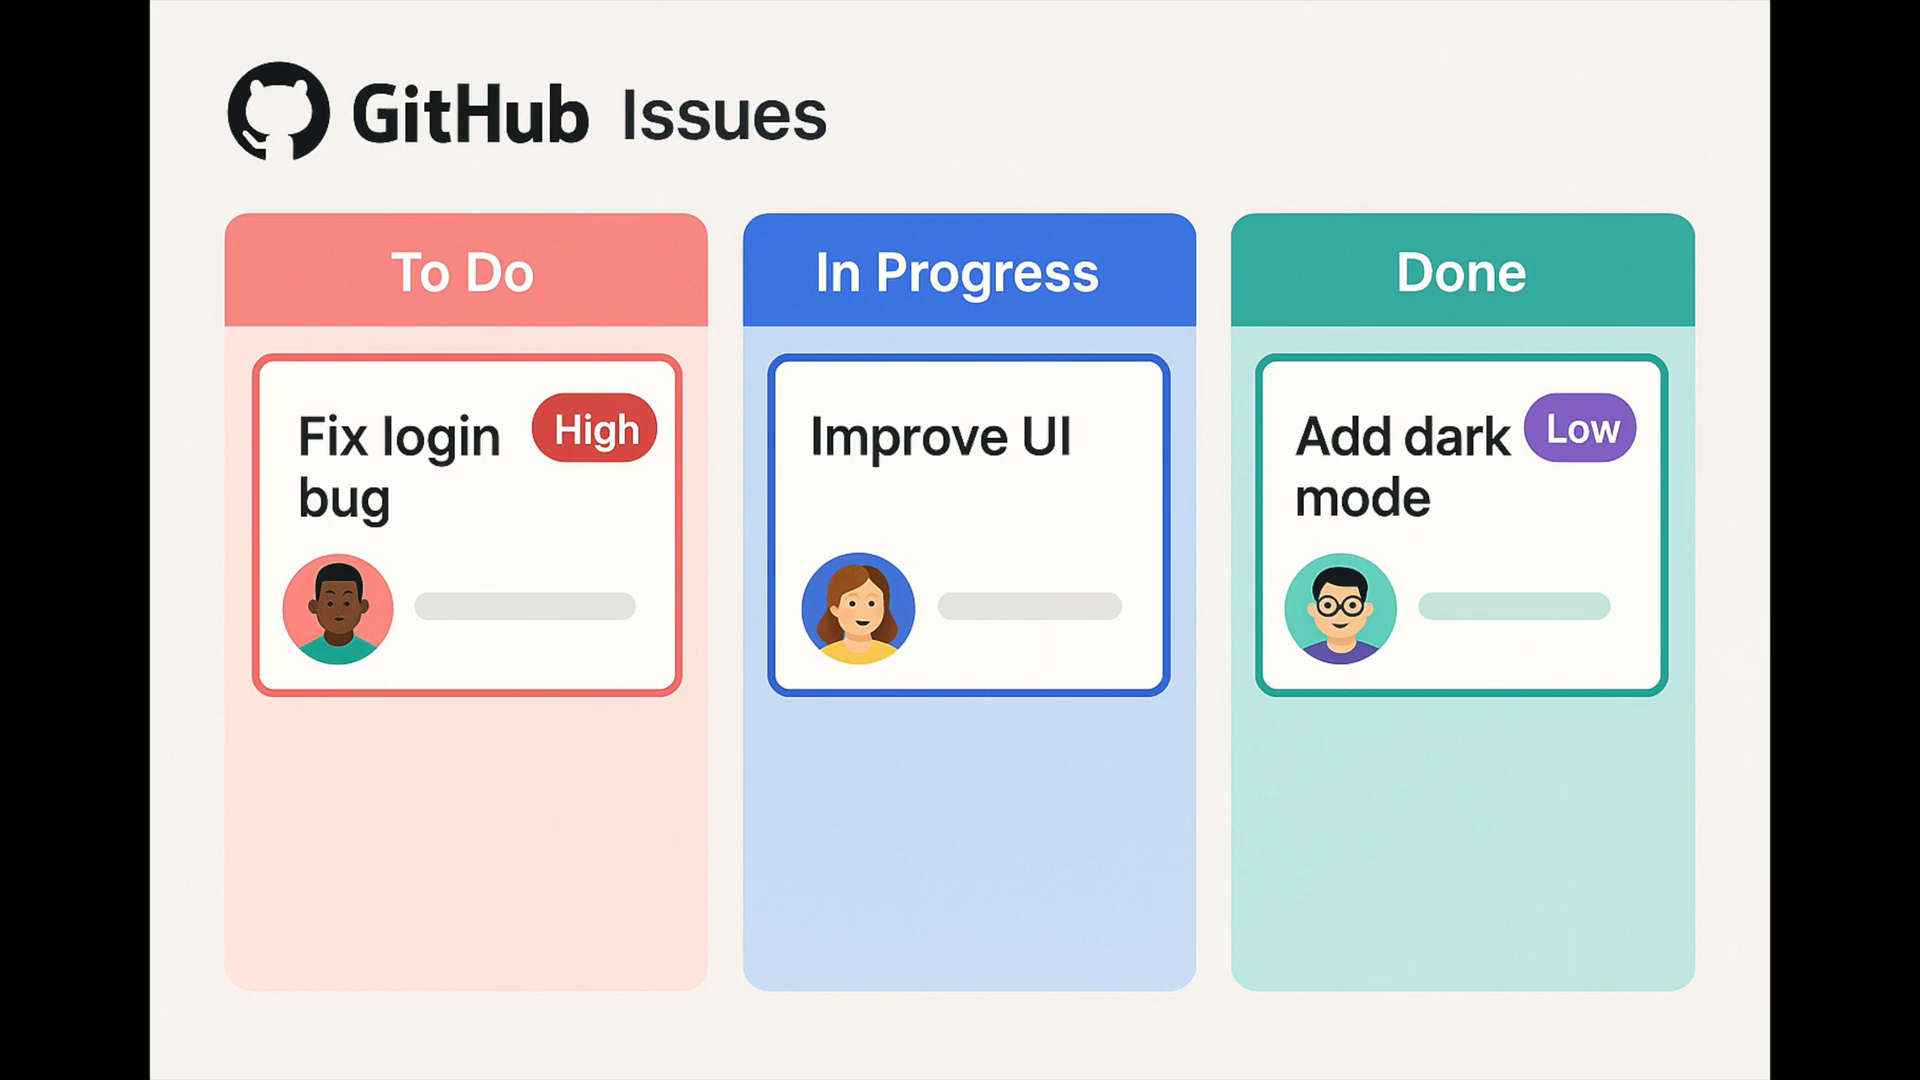 GitHub Issues
To Do
Fix login
bug
High
In Progress
Improve UI
Done
Add dark
mode
Low